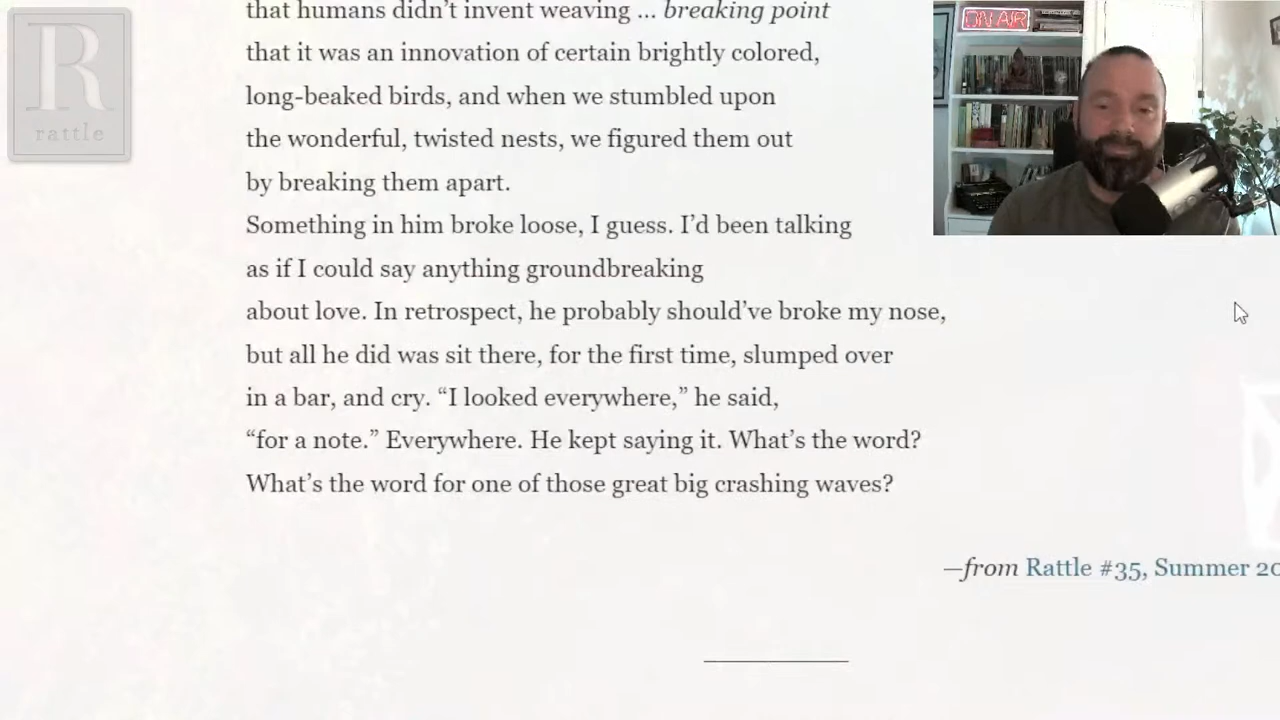 that humans didn’t invent weaving ... breaking point
that it was an innovation of certain brightly colored,
long-beaked birds, and when we stumbled upon
the wonderful, twisted nests, we figured them out
by breaking them apart.
Something in him broke loose, I guess. I’d been talking
as if I could say anything groundbreaking
about love. In retrospect, he probably should’ve broke my nose,
but all he did was sit there, for the first time, slumped over
in a bar, and cry. “I looked everywhere,” he said,
“for a note.” Everywhere. He kept saying it. What’s the word?
What’s the word for one of those great big crashing waves?
—from Rattle #35, Summer 20
R
rattle
ON AIR